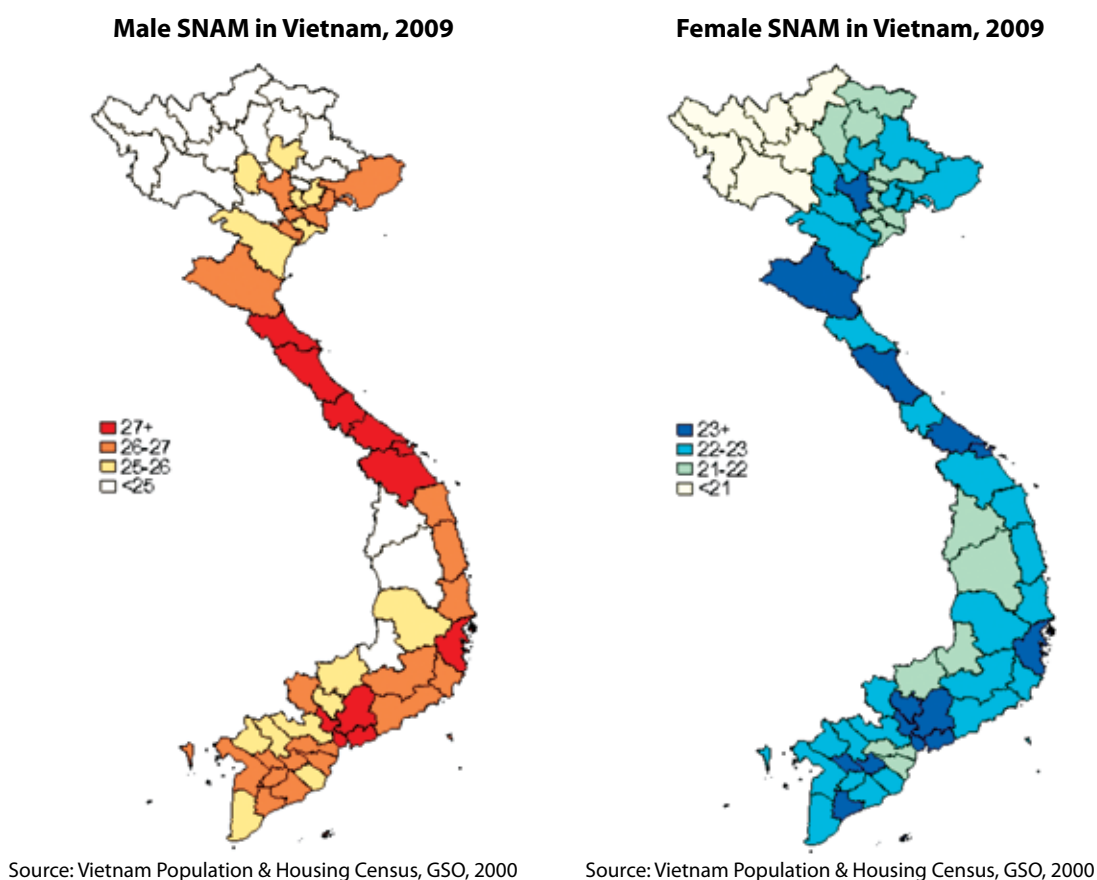 Male SNAM in Vietnam, 2009
Female SNAM in Vietnam, 2009
27+
26-27
25-26
<25
23+
22-23
21-22
<21
Source: Vietnam Population & Housing Census, GSO, 2000
Source: Vietnam Population & Housing Census, GSO, 2000